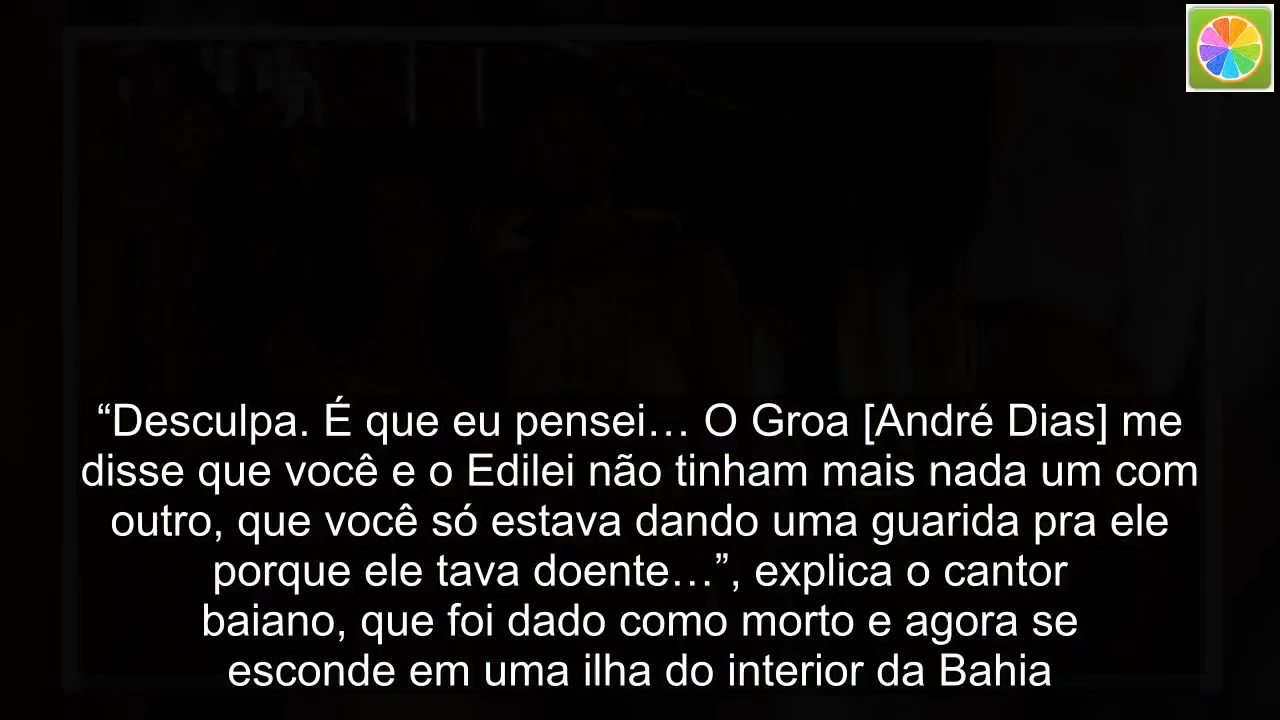 “Desculpa. É que eu pensei… O Groa [André Dias] me
disse que você e o Edilei não tinham mais nada um com
outro, que você só estava dando uma guarida pra ele
porque ele tava doente…”, explica o cantor
baiano, que foi dado como morto e agora se
esconde em uma ilha do interior da Bahia